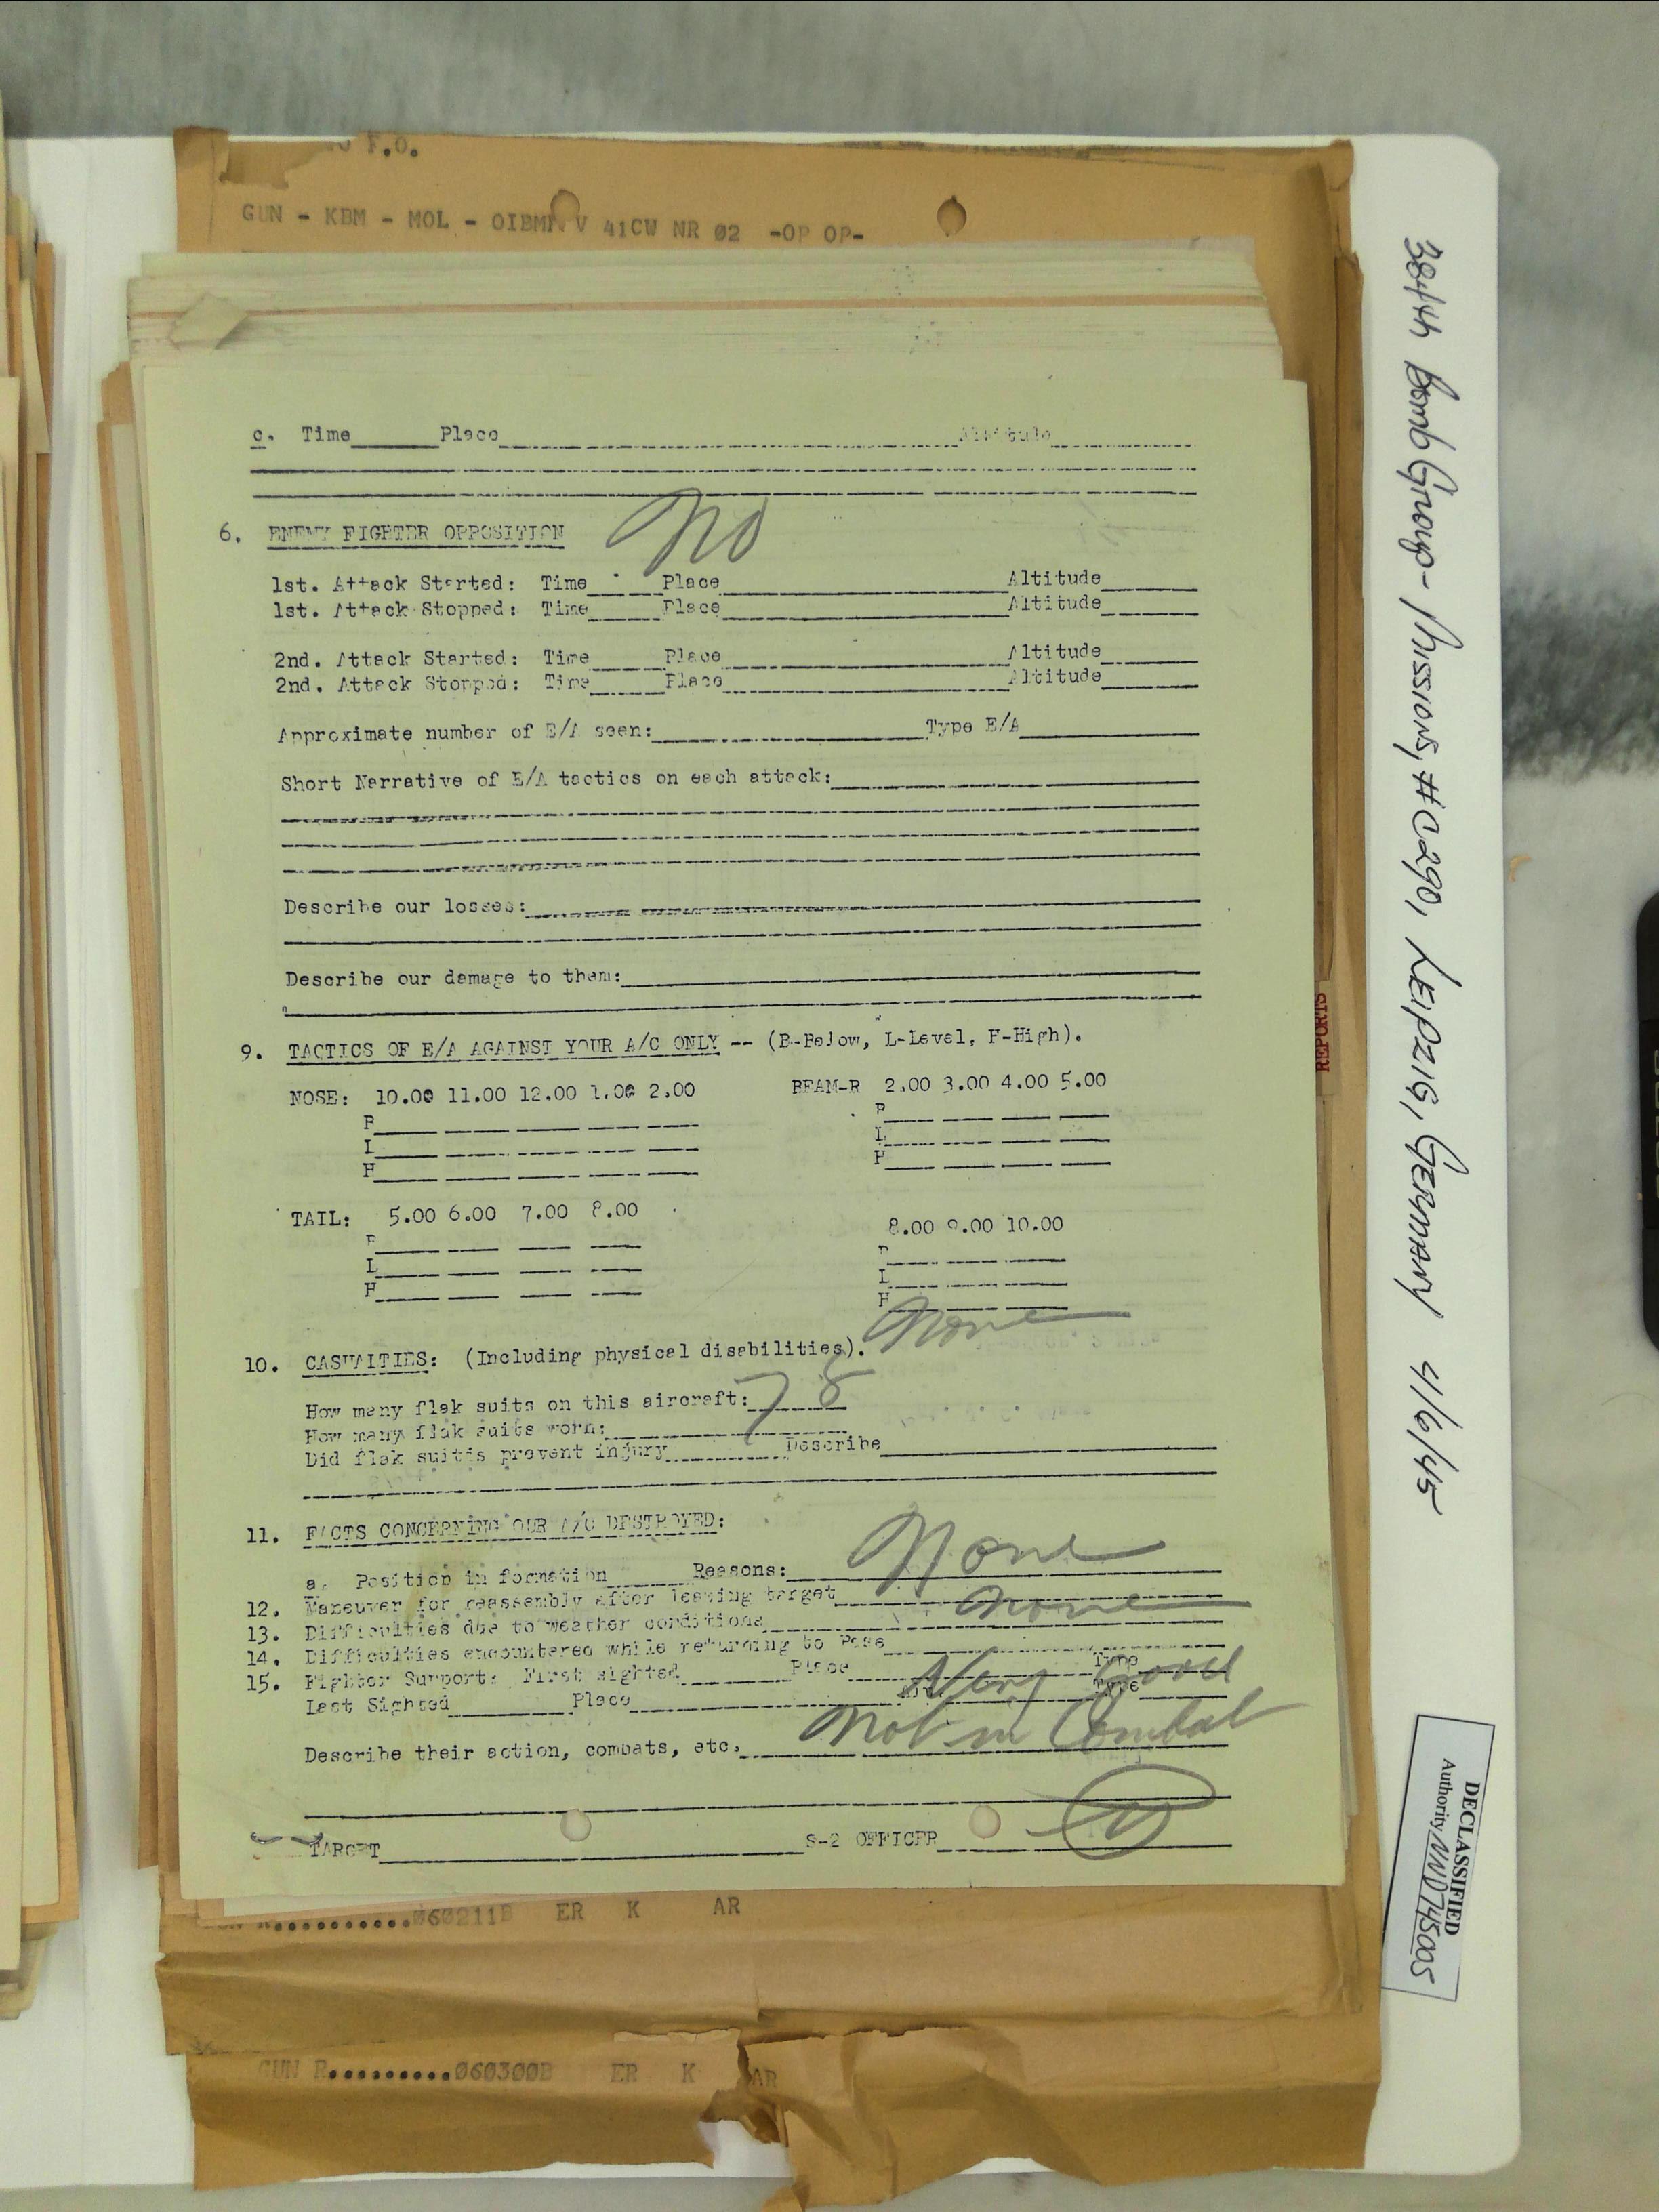 F.O.
GUN - KBM - MOL - OIBMN V 41CW NR 02 -OP OP-
c. Time Place Altitude
6. ENEMY FIGHTER OPPOSITION NO
1st. Attack Started: Time Place Altitude
1st. Attack Stopped: Time Place Altitude
2nd. Attack Started: Time Place Altitude
2nd. Attack Stopped: Time Place Altitude
Approximate number of E/A seen: Type E/A
Short Narrative of E/A tactics on each attack:
Describe our losses:
Describe our damage to them:
9. TACTICS OF E/A AGAINST YOUR A/C ONLY -- (B-Below, L-Level, H-High).
NOSE: 10.00 11.00 12.00 1.00 2.00 BEAM-R 2.00 3.00 4.00 5.00
B B
L L
H H
TAIL: 5.00 6.00 7.00 8.00 8.00 9.00 10.00
B B
L L
H H
10. CASUALTIES: (Including physical disabilities). None
How many flak suits on this aircraft: 7 8
How many flak suits worn:
Did flak suits prevent injury Describe
11. FACTS CONCERNING OUR A/C DESTROYED:
a. Position in formation Reasons: None
12. Maneuver for reassembly after leaving target None
13. Difficulties due to weather conditions
14. Difficulties encountered while returning to Base
15. Fighter Support: First sighted Place Type
Very Good
Last Sighted Place Type
Describe their action, combats, etc. Not in Combat
TARGET S-2 OFFICER
060211B ER K AR
GUN R..........060300B ER K AR
REPORTS
384th Bomb Group - Missions, #C290, LEIPZIG, GERMANY 4/6/45
DECLASSIFIED
Authority NND745005